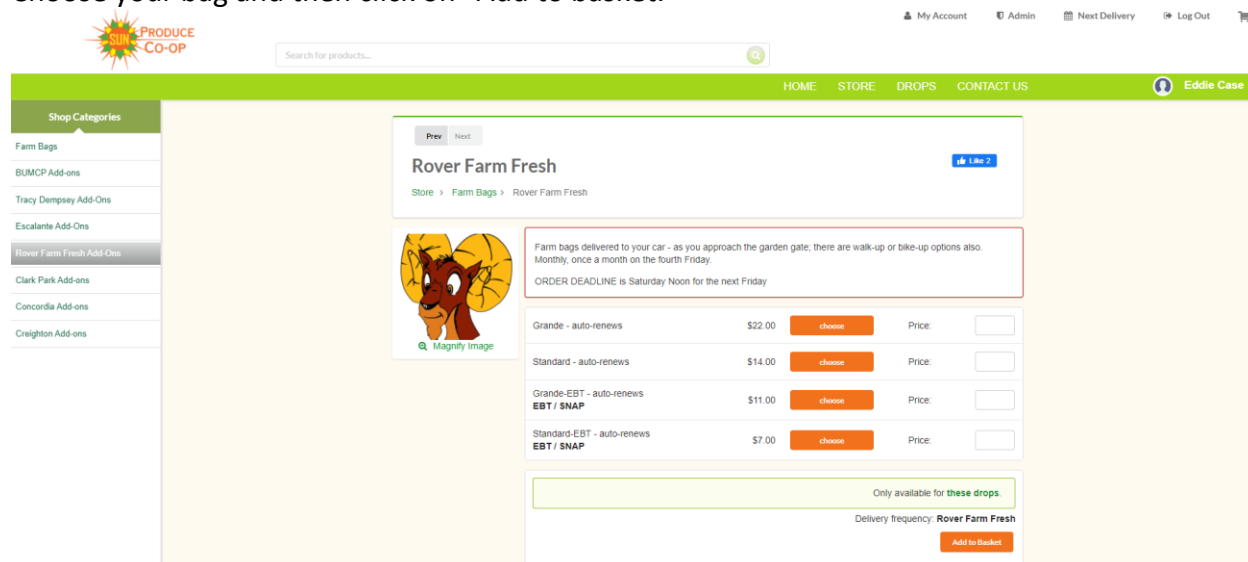 Choose your bag and then click on "Add to basket."
My Account Admin Next Delivery Log Out
SUN PRODUCE
CO-OP
Search for products...
HOME STORE DROPS CONTACT US Eddie Case
Shop Categories
Farm Bags
BUMCP Add-ons
Tracy Dempsey Add-Ons
Escalante Add-Ons
Rover Farm Fresh Add-Ons
Clark Park Add-ons
Concordia Add-ons
Creighton Add-ons
Prev Next
Rover Farm Fresh
Like 2
Store > Farm Bags > Rover Farm Fresh
Magnify Image
Farm bags delivered to your car - as you approach the garden gate; there are walk-up or bike-up options also.
Monthly, once a month on the fourth Friday.
ORDER DEADLINE is Saturday Noon for the next Friday
Grande - auto-renews $22.00 choose Price:
Standard - auto-renews $14.00 choose Price:
Grande-EBT - auto-renews $11.00 choose Price:
EBT / SNAP
Standard-EBT - auto-renews $7.00 choose Price:
EBT / SNAP
Only available for these drops.
Delivery frequency: Rover Farm Fresh
Add to Basket